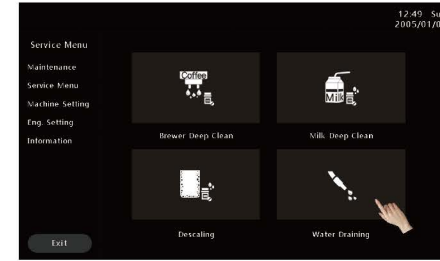 12:49 Su
2005/01/0
Service Menu
Maintenance
Service Menu
Machine Setting
Eng. Setting
Information
Exit
Coffee
Brewer Deep Clean
Milk
Milk Deep Clean
Descaling
Water Draining